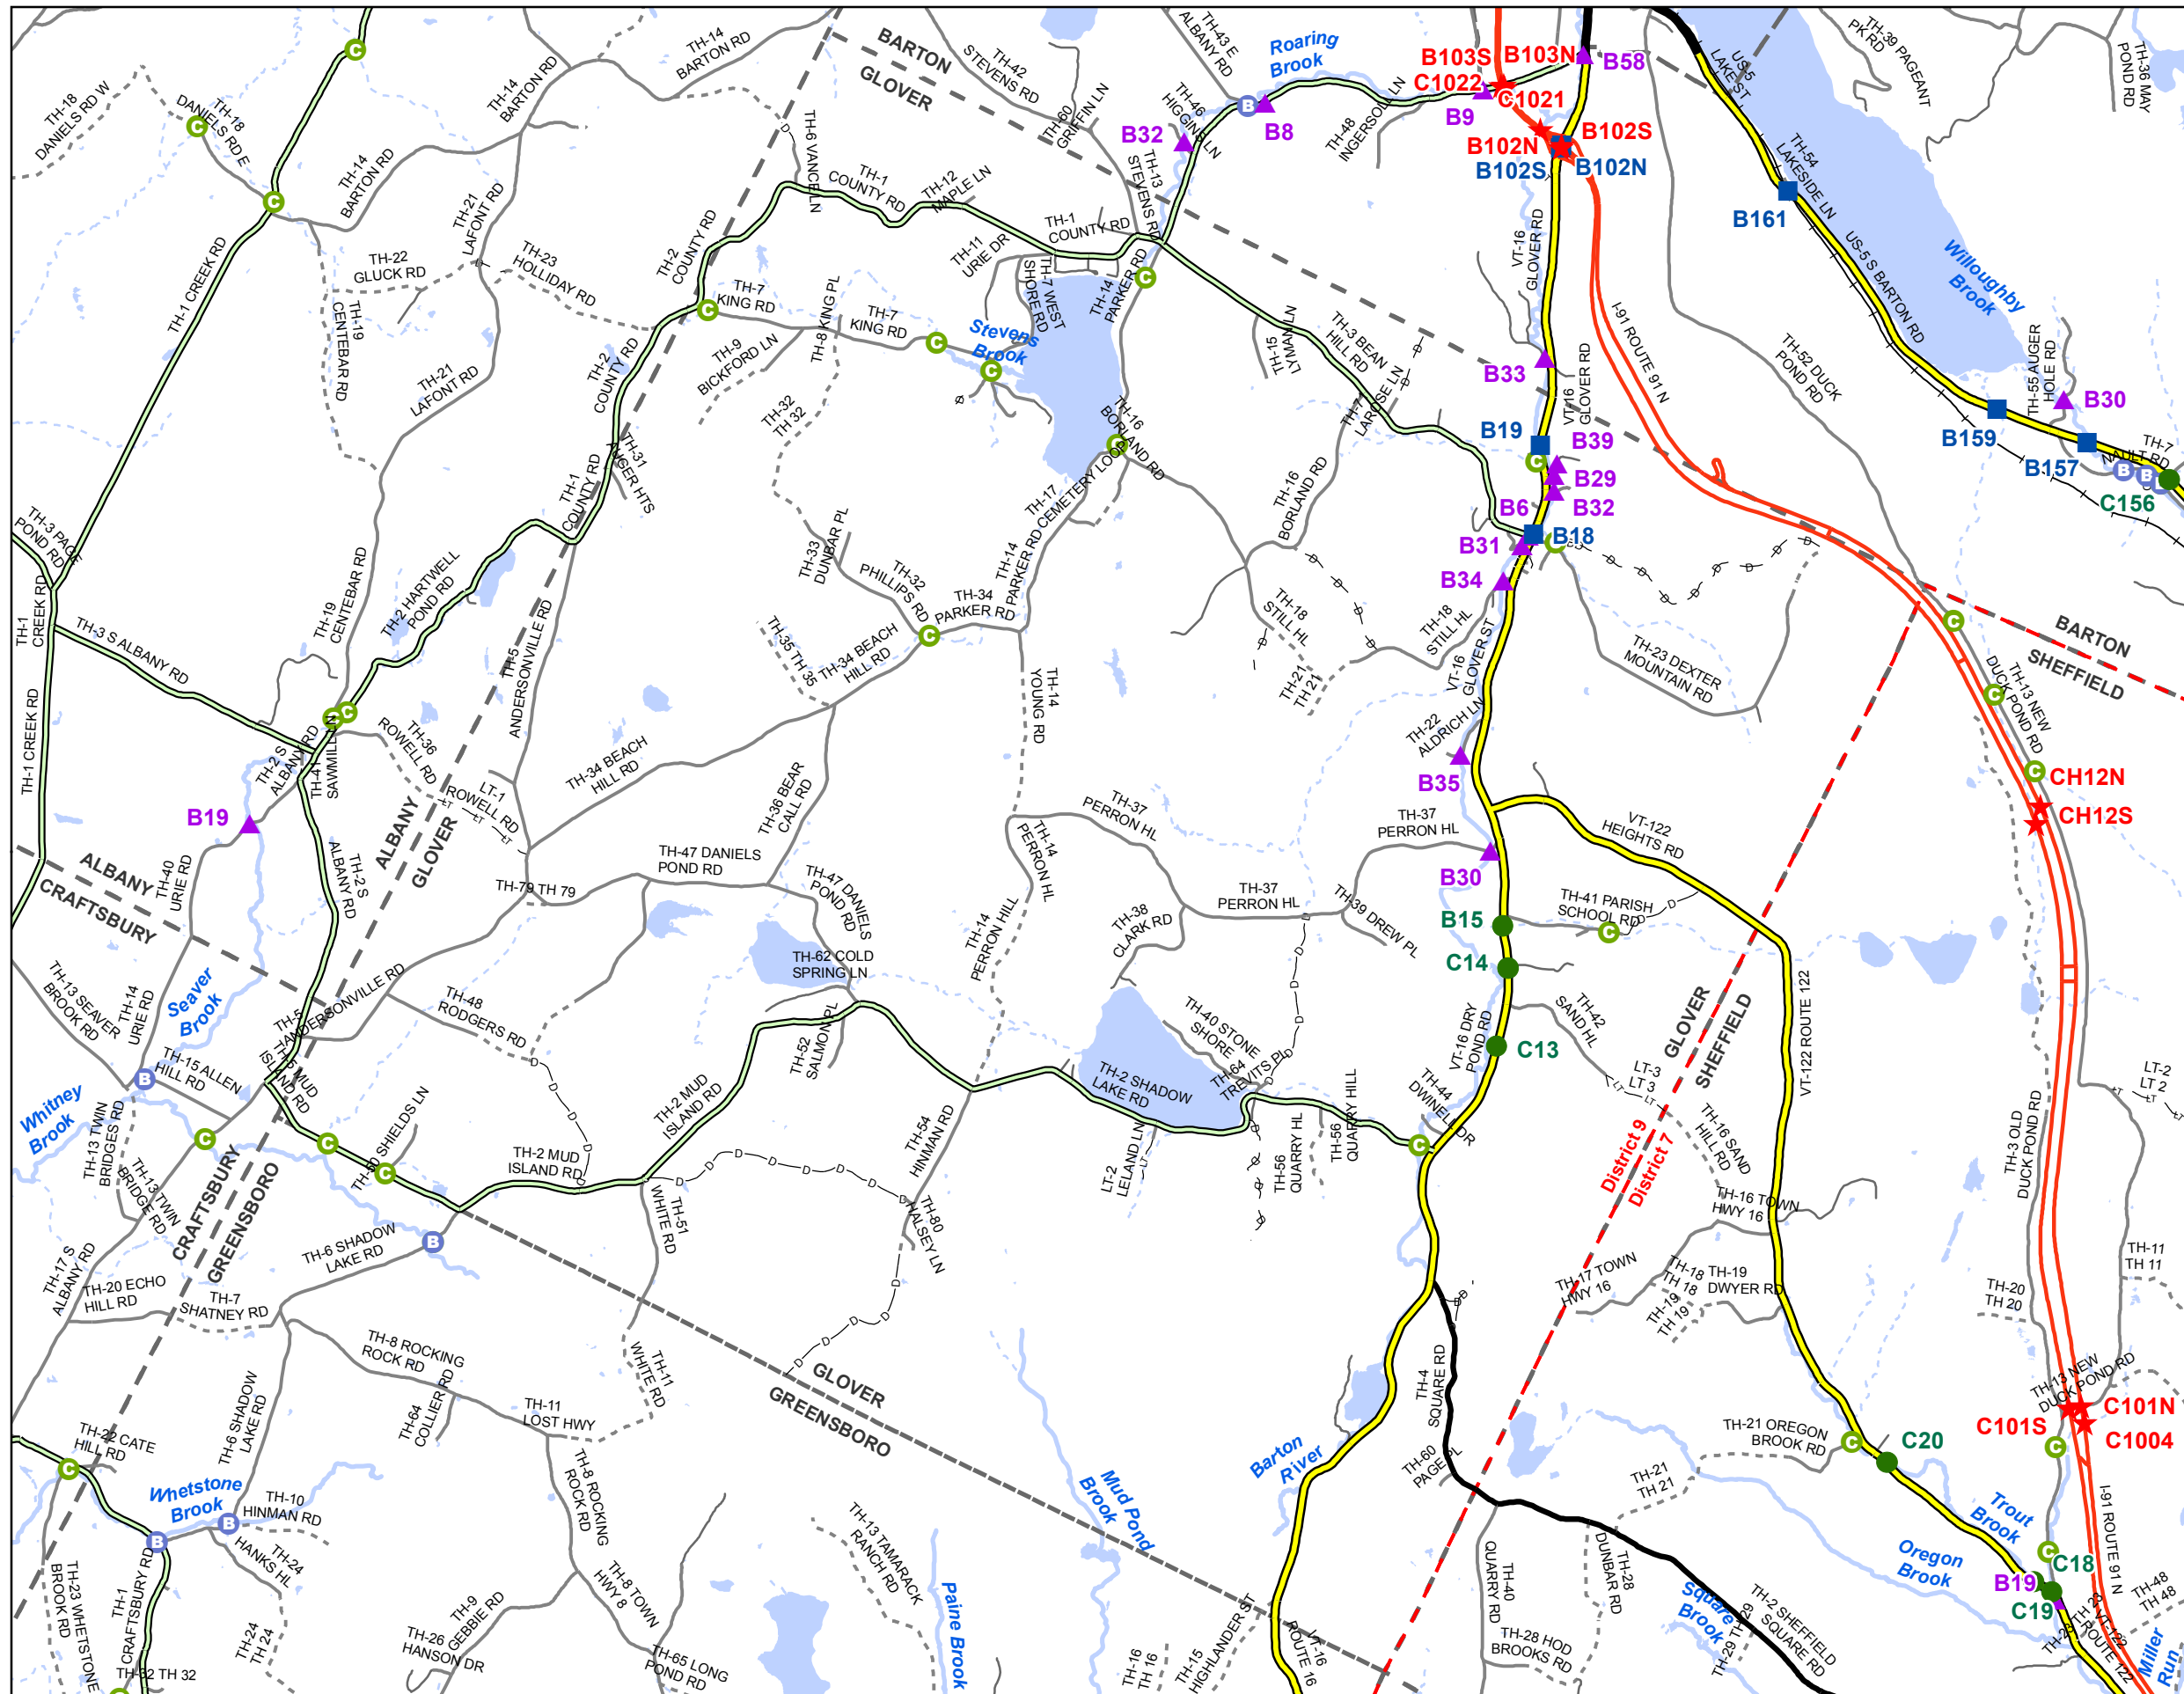 TH-18
DANIELS RD W
TH-18
DANIELS RD E
TH-14
BARTON RD
TH-14
BARTON RD
BARTON
GLOVER
TH-42
STEVENS RD
TH-43 E
ALBANY RD
Roaring
Brook
B103S
B103N
B58
C1022
C1021
US-5
LAKE ST
TH-39 PAGEANT
PK RD
TH-36 MAY
POND RD
TH-60
GRIFFIN LN
TH-46
HIGGINS LN
B
B8
B32
TH-48
INGERSOLL LN
B9
B102S
B102N
B102S
B102N
TH-54
LAKESIDE LN
B161
C
C
C
TH-14
BARTON RD
TH-21
LAFONT RD
TH-6 VANCE LN
TH-1
COUNTY RD
TH-12
MAPLE LN
TH-13
STEVENS RD
TH-1
COUNTY RD
TH-2
COUNTY RD
TH-11
URIE DR
TH-7 WEST
SHORE RD
TH-14
PARKER RD
C
VT-16
GLOVER RD
US-5 S BARTON RD
Willoughby
Brook
TH-1 CREEK RD
TH-22
GLUCK RD
TH-23
HOLLIDAY RD
TH-19
CENTEBAR RD
C
TH-7
KING RD
TH-8 KING PL
TH-7
KING RD
C
Stevens
Brook
C
TH-9
BICKFORD LN
TH-15
LYMAN LN
TH-3 BEAN
HILL RD
TH-7
LAROSE LN
B33
VT-16
GLOVER RD
I-91 ROUTE 91 N
TH-52 DUCK
POND RD
TH-55 AUGER
HOLE RD
B30
B159
B157
TH-7
NAULT RD
B
B
C156
TH-21
LAFONT RD
TH-2
COUNTY RD
TH-32
TH 32
TH-16
BORLAND RD
C
B19
C
B39
B29
B32
B6
B18
C
B31
B34
TH-31
AUGER HTS
TH-1
COUNTY RD
TH-17
CEMETERY LOOP
TH-16
BORLAND RD
TH-3 PAGE
POND RD
TH-33
DUNBAR PL
TH-32
PHILLIPS RD
TH-14
PARKER RD
TH-34
PARKER RD
C
TH-1
CREEK RD
TH-3 S ALBANY RD
TH-19
CENTEBAR RD
TH-2 HARTWELL
POND RD
TH-5
ANDERSONVILLE RD
TH-35 TH
35
TH-34 BEACH
HILL RD
TH-18
STILL HL
TH-18
STILL HL
TH-21
TH 21
VT-16
GLOVER ST
TH-23 DEXTER
MOUNTAIN RD
C
BARTON
SHEFFIELD
C
TH-13 NEW
DUCK POND RD
TH-1 CREEK RD
C
C
TH-2 S
ALBANY RD
TH-41
SAWMILL LN
TH-36
ROWELL RD
TH-14
YOUNG RD
TH-22
ALDRICH LN
B35
C
CH12N
CH12S
TH-34 BEACH
HILL RD
LT-1
ROWELL RD
B19
ALBANY
GLOVER
TH-36 BEAR
CALL RD
TH-37
PERRON HL
TH-37
PERRON HL
VT-122
HEIGHTS RD
B30
ALBANY
CRAFTSBURY
TH-40
URIE RD
TH-2 S
ALBANY RD
TH-79 TH 79
TH-47 DANIELS
POND RD
TH-47 DANIELS
POND RD
TH-14
PERRON HL
TH-37
PERRON HL
TH-39 DREW PL
TH-38
CLARK RD
TH-14
PERRON HILL
B15
TH-41 PARISH
SCHOOL RD
C
C14
TH-13 SEAVER
BROOK RD
TH-14
URIE RD
Seaver
Brook
TH-5
ANDERSONVILLE RD
TH-48
RODGERS RD
TH-62 COLD
SPRING LN
TH-52
SALMON PL
TH-40 STONE
SHORE
TH-64
TREVITS PL
VT-16 DRY
POND RD
TH-42
SAND HL
C13
GLOVER
SHEFFIELD
VT-122 ROUTE 122
LT-3
LT 3
LT-2
LT 2
Whitney
Brook
B
TH-15 ALLEN
HILL RD
TH-5 MUD
ISLAND RD
TH-13 TWIN
BRIDGES RD
C
C
TH-50 SHIELDS LN
C
TH-2 MUD
ISLAND RD
TH-2 MUD
ISLAND RD
TH-54
HINMAN RD
TH-2 SHADOW
LAKE RD
LT-2
LELAND LN
TH-56
QUARRY HL
TH-56
QUARRY HILL
TH-44
DWINELL DR
C
TH-16 SAND
HILL RD
TH-3 OLD
DUCK POND RD
District 9
District 7
TH-13 TWIN
BRIDGE RD
CRAFTSBURY
GREENSBORO
TH-6 SHADOW
LAKE RD
B
TH-51
WHITE RD
TH-80
HALSEY LN
TH-16 TOWN
HWY 16
TH-17 S
ALBANY RD
TH-20 ECHO
HILL RD
TH-7
SHATNEY RD
TH-17 TOWN
HWY 16
TH-18
TH 18
TH-19
DWYER RD
TH-19
TH 19
TH-20
TH 20
TH-11
TH 11
TH-8 ROCKING
ROCK RD
TH-11
WHITE RD
GLOVER
GREENSBORO
TH-4
SQUARE RD
TH-13 NEW
DUCK POND RD
TH-64
COLLIER RD
TH-11
LOST HWY
TH-6 SHADOW
LAKE RD
C101N
C101S
C1004
C
TH-22 CATE
HILL RD
C
Whetstone
Brook
TH-10
HINMAN RD
B
B
TH-24
HANKS HL
TH-8 ROCKING
ROCK RD
TH-13 TAMARACK
RANCH RD
Mud Pond
Brook
Barton
River
TH-60
PAGE PL
TH-21 OREGON
BROOK RD
C
C20
TH-21
TH 21
Trout
Brook
Oregon
Brook
I-91 ROUTE 91 N
C
C18
B19
C19
TH-23 WHETSTONE
BROOK RD
TH-1
CRAFTSBURY RD
TH-24
TH 24
TH-32 TH 32
TH-9
GEBBIE RD
TH-26
HANSON DR
TH-8 TOWN
HWY 8
TH-65 LONG
POND RD
Paine Brook
TH-16
TH 16
TH-15
HIGHLANDER ST
VT-16
ROUTE 16
TH-40
QUARRY RD
TH-28
DUNBAR RD
TH-28 HOD
BROOKS RD
Square
Brook
TH-29 TH 29
TH-2 SHEFFIELD
SQUARE RD
VT-122
ROUTE 122
TH-48
TH 48
Miller
Run